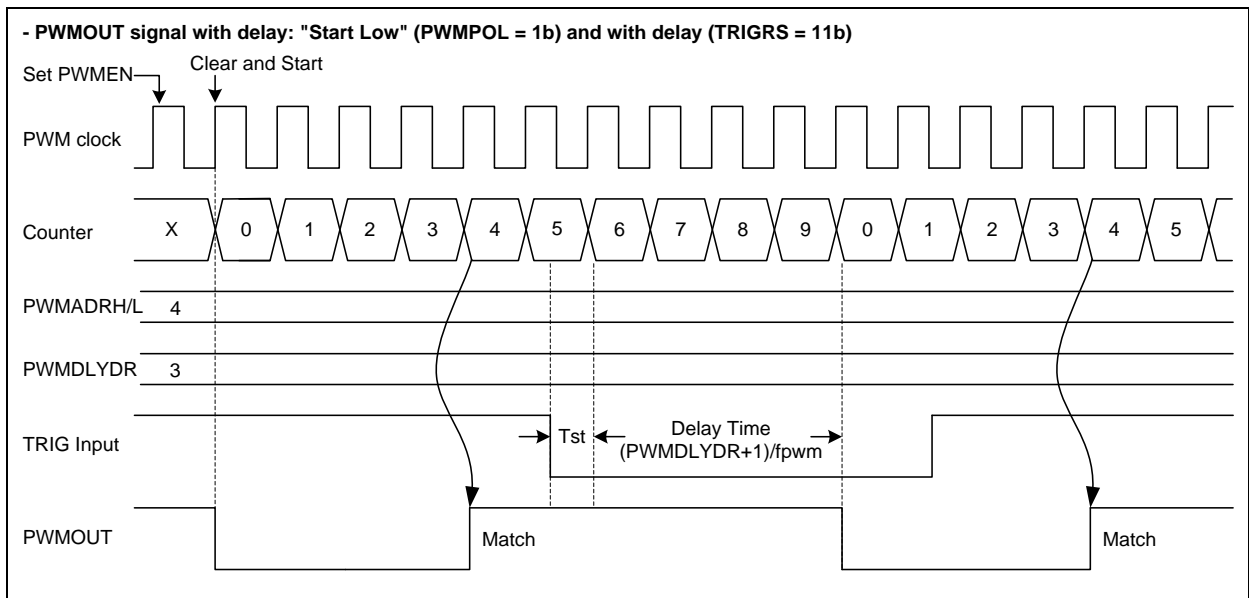 - PWMOUT signal with delay: "Start Low" (PWMPOL = 1b) and with delay (TRIGRS = 11b)
Set PWMEN
Clear and Start
PWM clock
Counter X 0 1 2 3 4 5 6 7 8 9 0 1 2 3 4 5
PWMADRH/L 4
PWMDLYDR 3
TRIG Input
Tst
Delay Time
(PWMDLYDR+1)/fpwm
PWMOUT
Match
Match